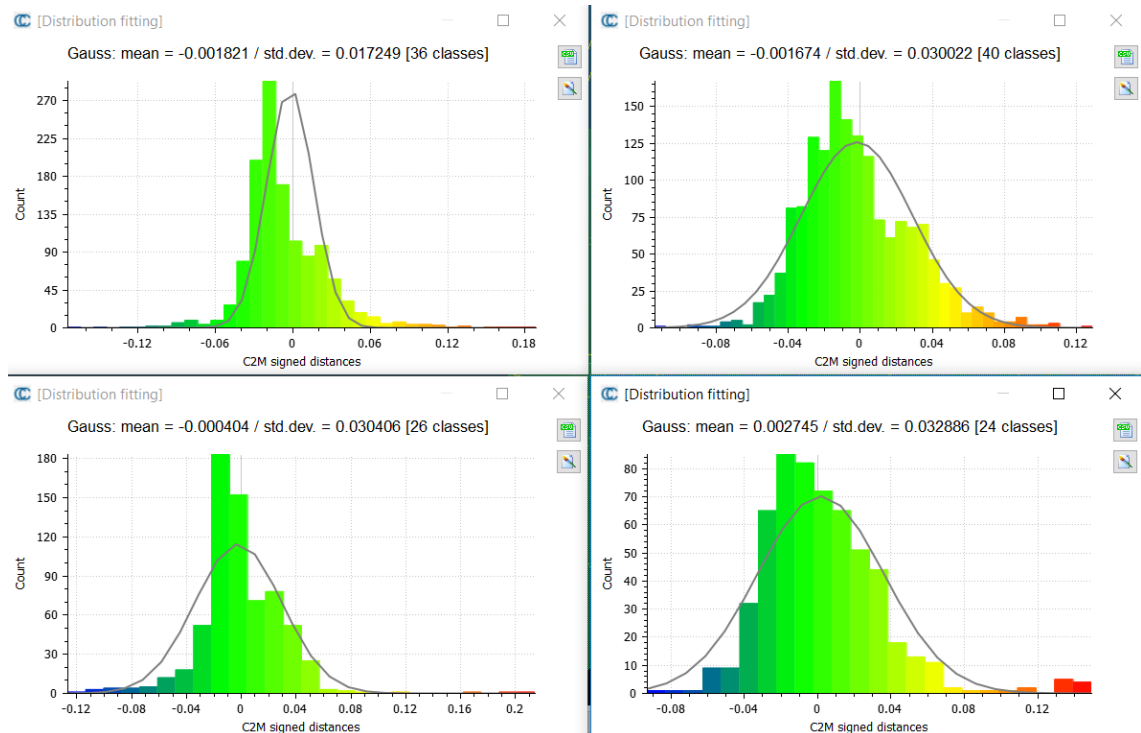 [Distribution fitting]
Gauss: mean = -0.001821 / std.dev. = 0.017249 [36 classes]
CSV
270
225
180
135
90
45
0
Count
-0.12 -0.06 0 0.06 0.12 0.18
C2M signed distances
[Distribution fitting]
Gauss: mean = -0.001674 / std.dev. = 0.030022 [40 classes]
CSV
150
125
100
75
50
25
0
Count
-0.08 -0.04 0 0.04 0.08 0.12
C2M signed distances
[Distribution fitting]
Gauss: mean = -0.000404 / std.dev. = 0.030406 [26 classes]
CSV
180
150
120
90
60
30
0
Count
-0.12 -0.08 -0.04 0 0.04 0.08 0.12 0.16 0.2
C2M signed distances
[Distribution fitting]
Gauss: mean = 0.002745 / std.dev. = 0.032886 [24 classes]
CSV
80
70
60
50
40
30
20
10
0
Count
-0.08 -0.04 0 0.04 0.08 0.12
C2M signed distances